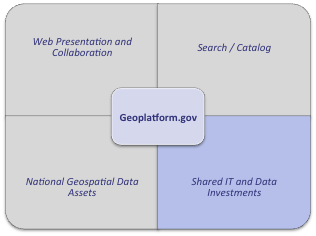 Web Presentation and
Collaboration
Search / Catalog
Geoplatform.gov
National Geospatial Data
Assets
Shared IT and Data
Investments